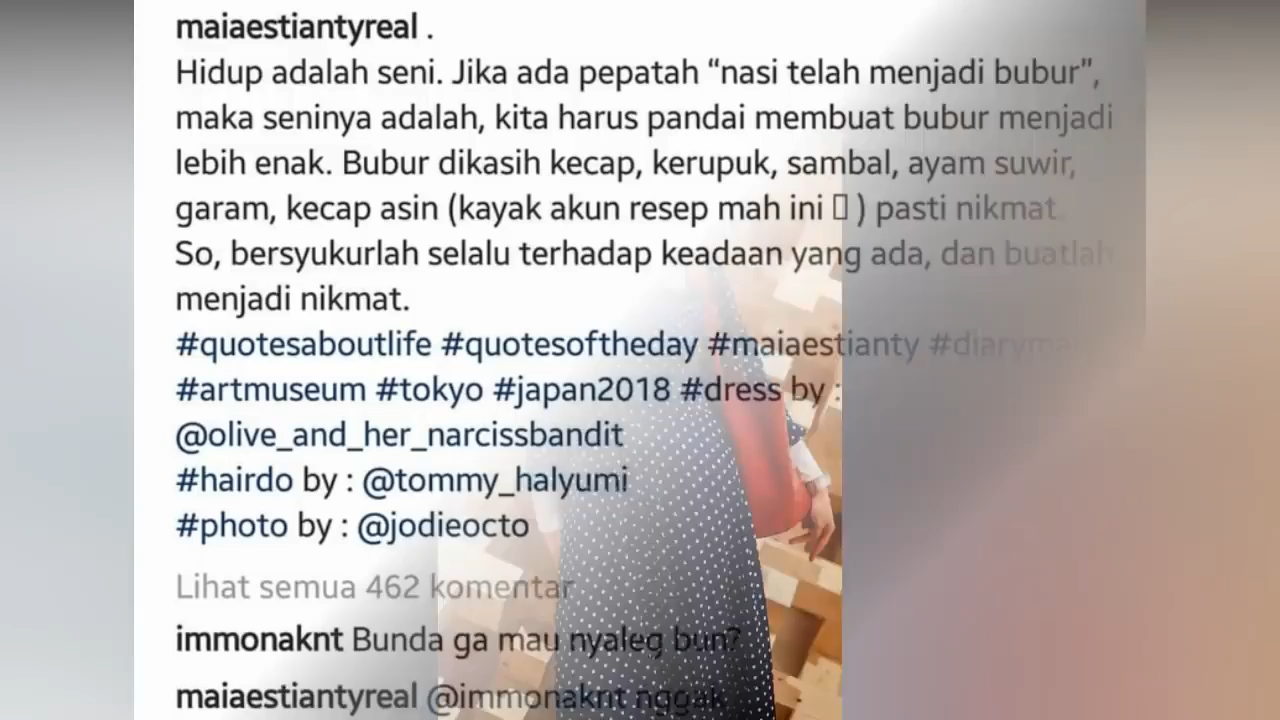 maiaestiantyreal .
Hidup adalah seni. Jika ada pepatah “nasi telah menjadi bubur”,
maka seninya adalah, kita harus pandai membuat bubur menjadi
lebih enak. Bubur dikasih kecap, kerupuk, sambal, ayam suwir,
garam, kecap asin (kayak akun resep mah ini ) pasti nikmat.
So, bersyukurlah selalu terhadap keadaan yang ada, dan buatlah
menjadi nikmat.
#quotesaboutlife #quotesoftheday #maiaestianty
#artmuseum #tokyo #japan2018 #dress by :
@olive_and_her_narcissbandit
#hairdo by : @tommy_halyumi
#photo by : @jodieocto
Lihat semua 462 komentar
immonaknt Bunda ga mau nyaleg bun?
maiaestiantyreal @immonaknt nggak